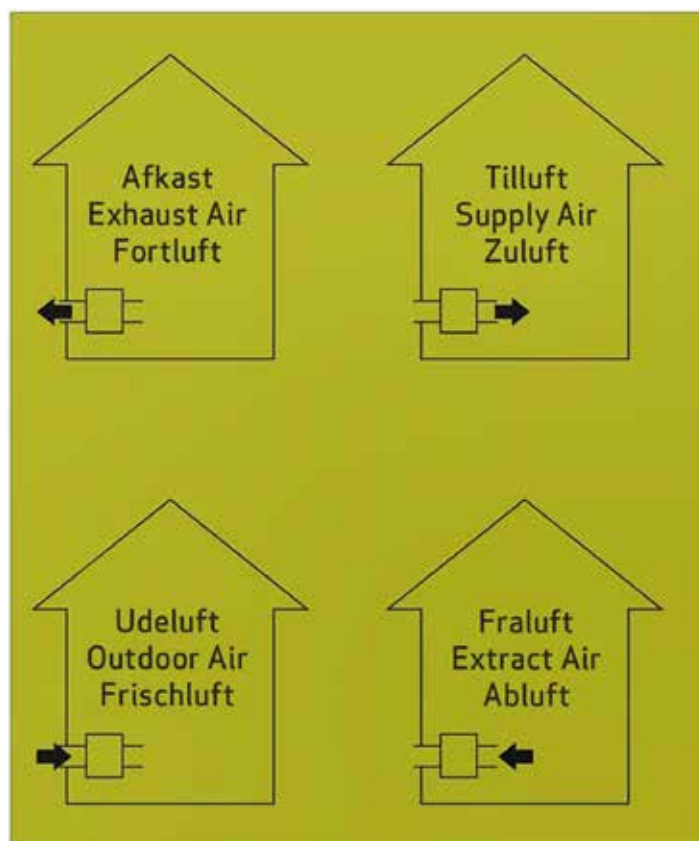 Afkast
Exhaust Air
Fortluft
Tilluft
Supply Air
Zuluft
Udeluft
Outdoor Air
Frischluft
Fraluft
Extract Air
Abluft